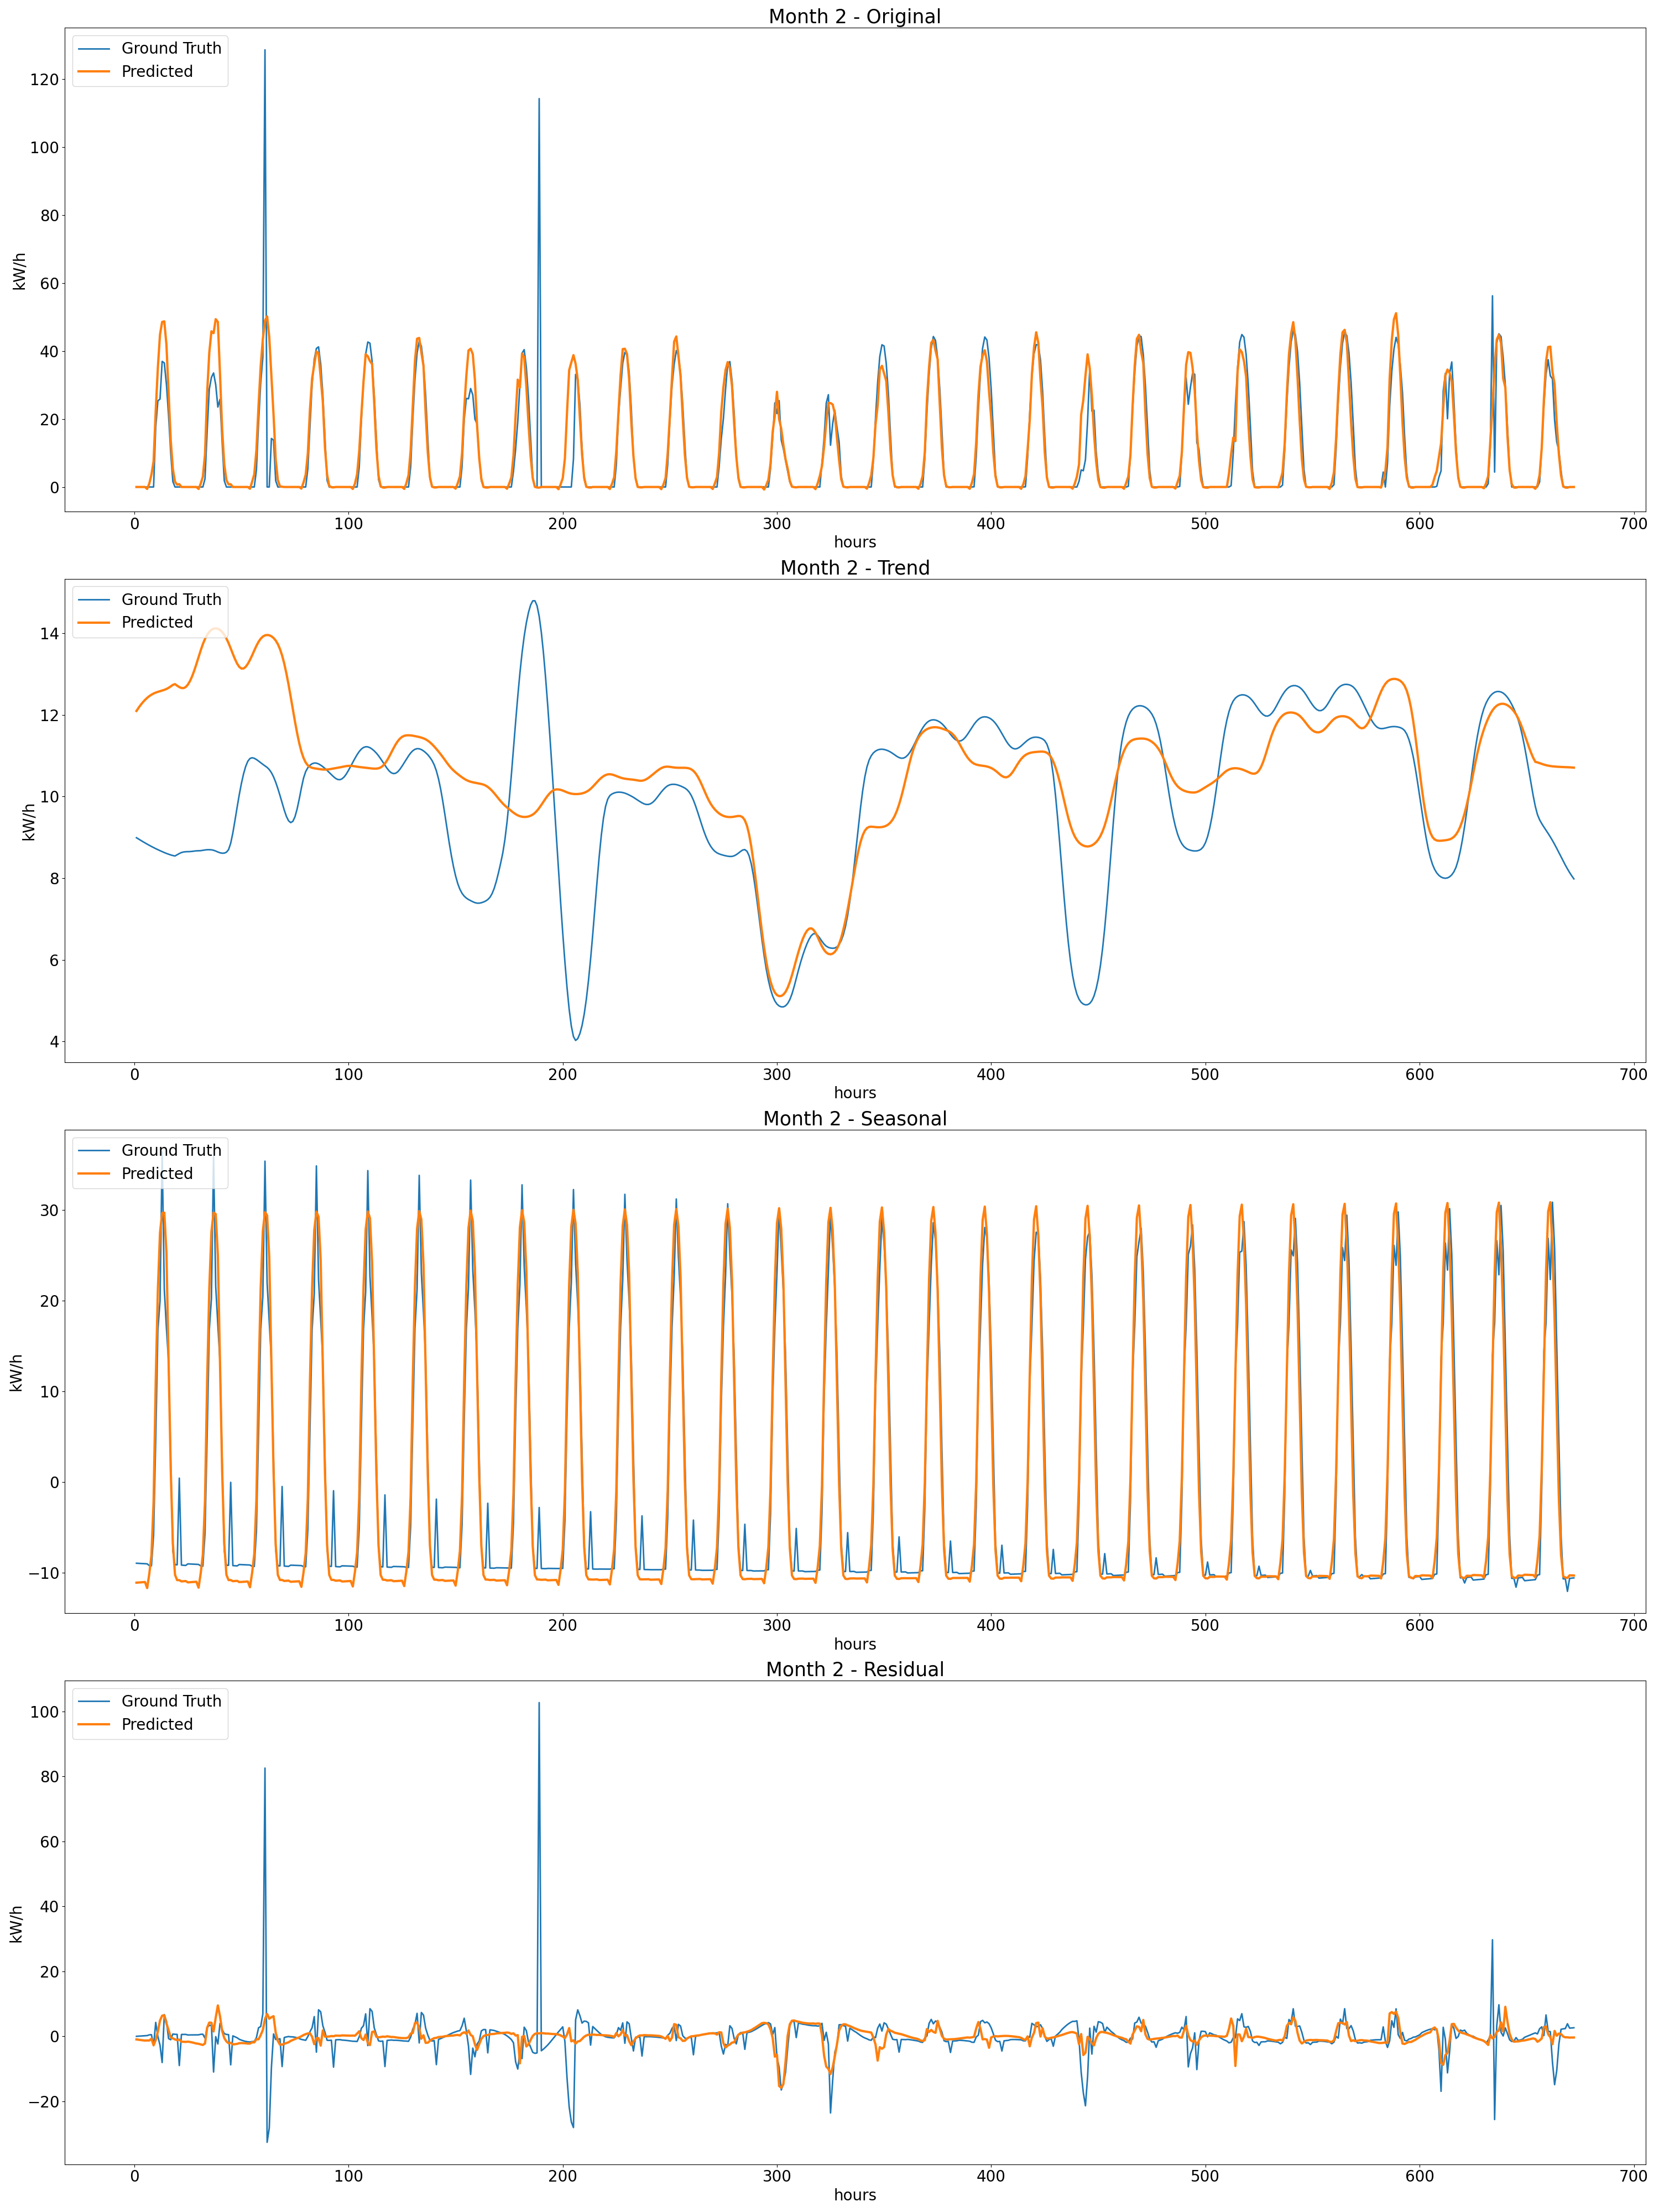 Month 2 - Original
Ground Truth
Predicted
120
100
80
60
40
20
0
kW/h
0 100 200 300 400 500 600 700
hours
Month 2 - Trend
Ground Truth
Predicted
14
12
10
8
6
4
kW/h
0 100 200 300 400 500 600 700
hours
Month 2 - Seasonal
Ground Truth
Predicted
30
20
10
0
−10
kW/h
0 100 200 300 400 500 600 700
hours
Month 2 - Residual
Ground Truth
Predicted
100
80
60
40
20
0
−20
kW/h
0 100 200 300 400 500 600 700
hours